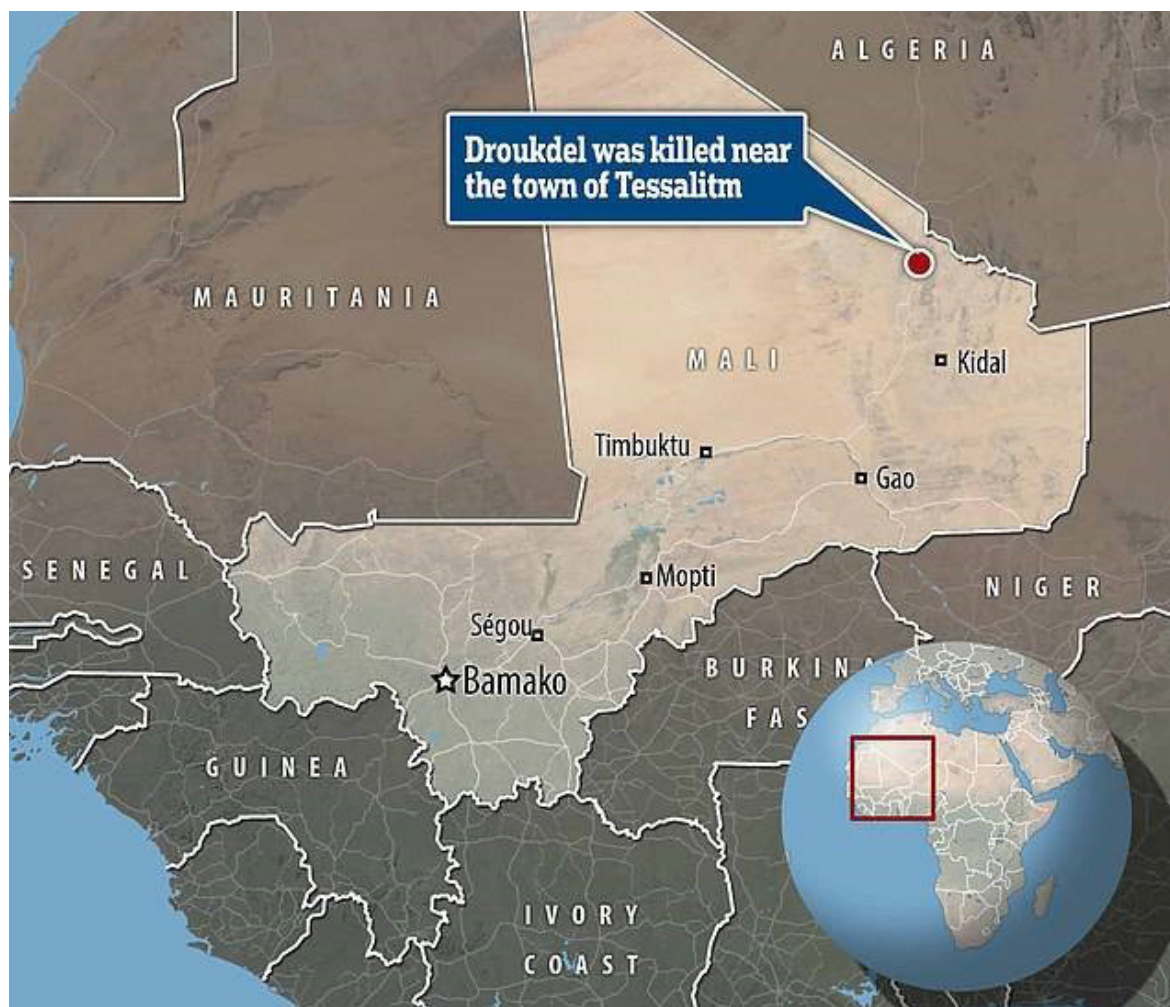 ALGERIA
Droukdel was killed near
the town of Tessalitm
MAURITANIA
MALI
Kidal
Timbuktu
Gao
SENEGAL
Mopti
NIGER
Ségou
BURKINA
Bamako
FAS
GUINEA
IVORY
COAST